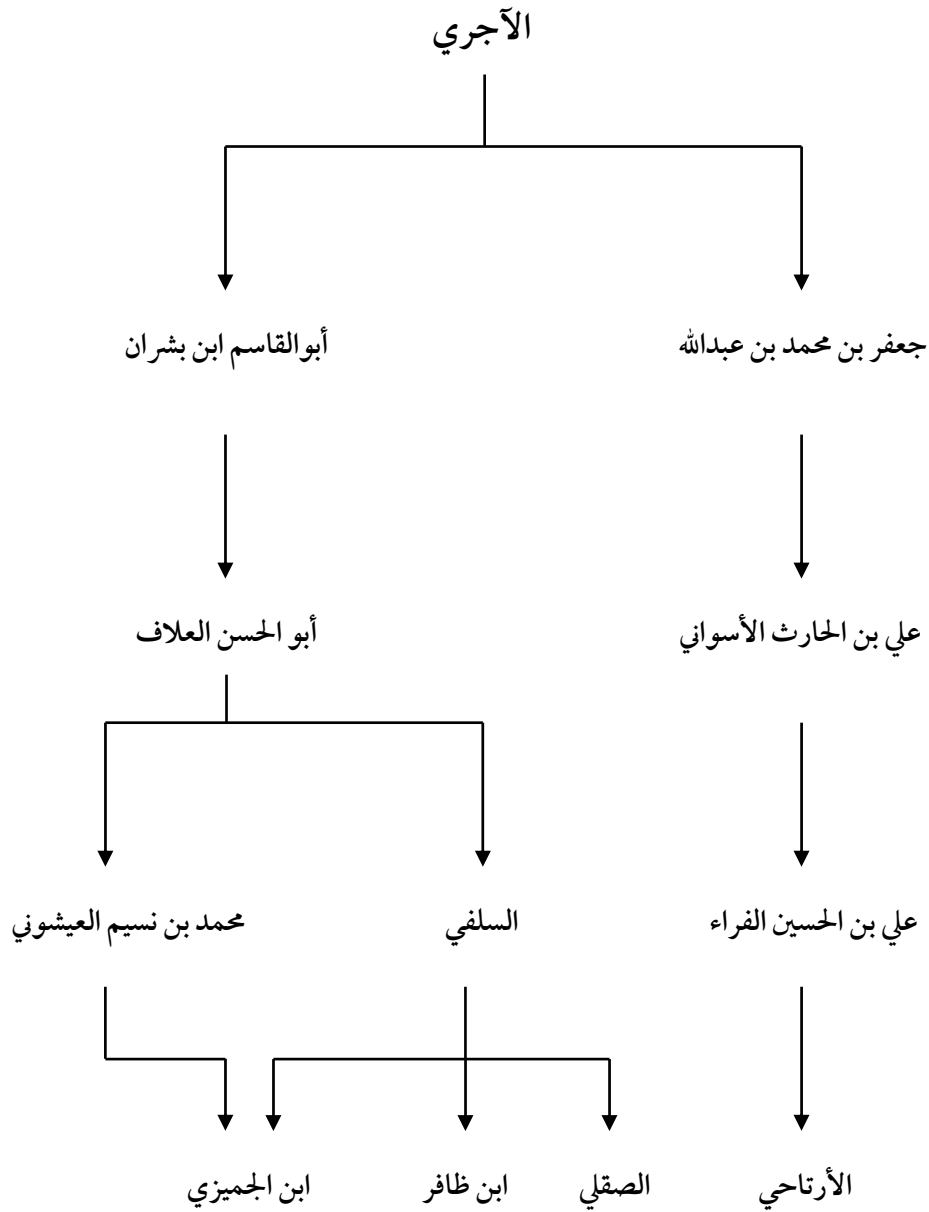 الآجري
جعفر بن محمد بن عبدالله
أبوالقاسم ابن بشران
علي بن الحارث الأسواني
أبو الحسن العلاف
علي بن الحسين الفراء
السلفي
محمد بن نسيم العيشوني
الأرتاحي
الصقلي
ابن ظافر
ابن الجميزي